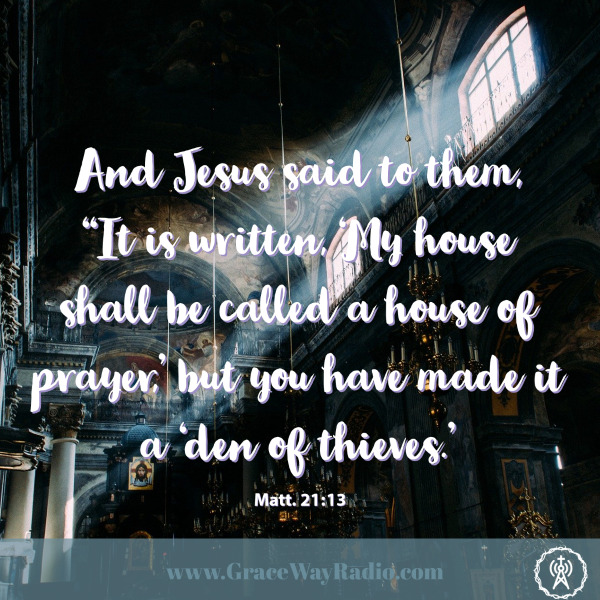 And Jesus said to them,
“It is written, ‘My house
shall be called a house of
prayer,’ but you have made it
a ‘den of thieves.’
Matt. 21:13
www.GraceWayRadio.com